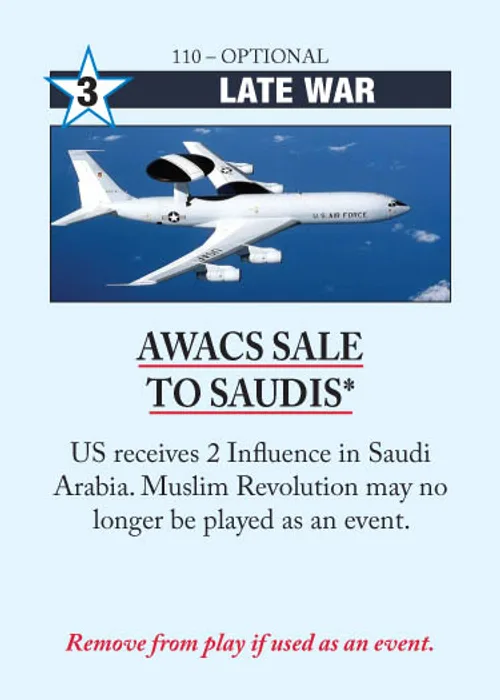 110 – OPTIONAL
3
LATE WAR
U.S. AIR FORCE
AWACS SALE
TO SAUDIS*
US receives 2 Influence in Saudi
Arabia. Muslim Revolution may no
longer be played as an event.
Remove from play if used as an event.